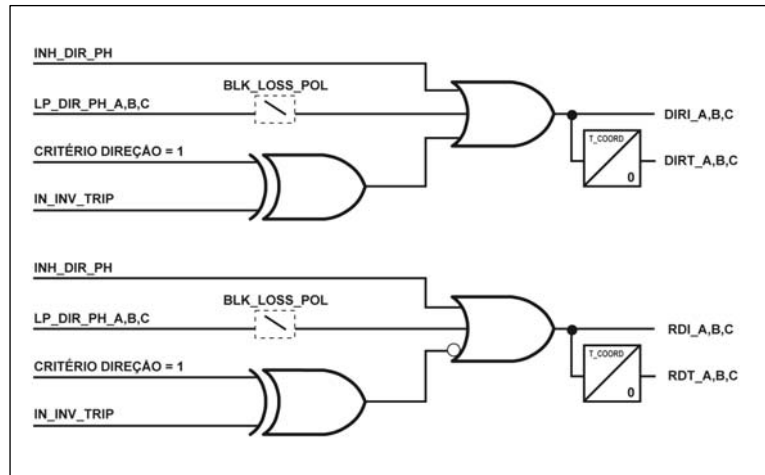 INH_DIR_PH
BLK_LOSS_POL
LP_DIR_PH_A,B,C
DIRI_A,B,C
CRITÉRIO DIREÇÃO = 1
T_COORD
DIRT_A,B,C
0
IN_INV_TRIP
INH_DIR_PH
BLK_LOSS_POL
LP_DIR_PH_A,B,C
RDI_A,B,C
CRITÉRIO DIREÇÃO = 1
T_COORD
RDT_A,B,C
0
IN_INV_TRIP